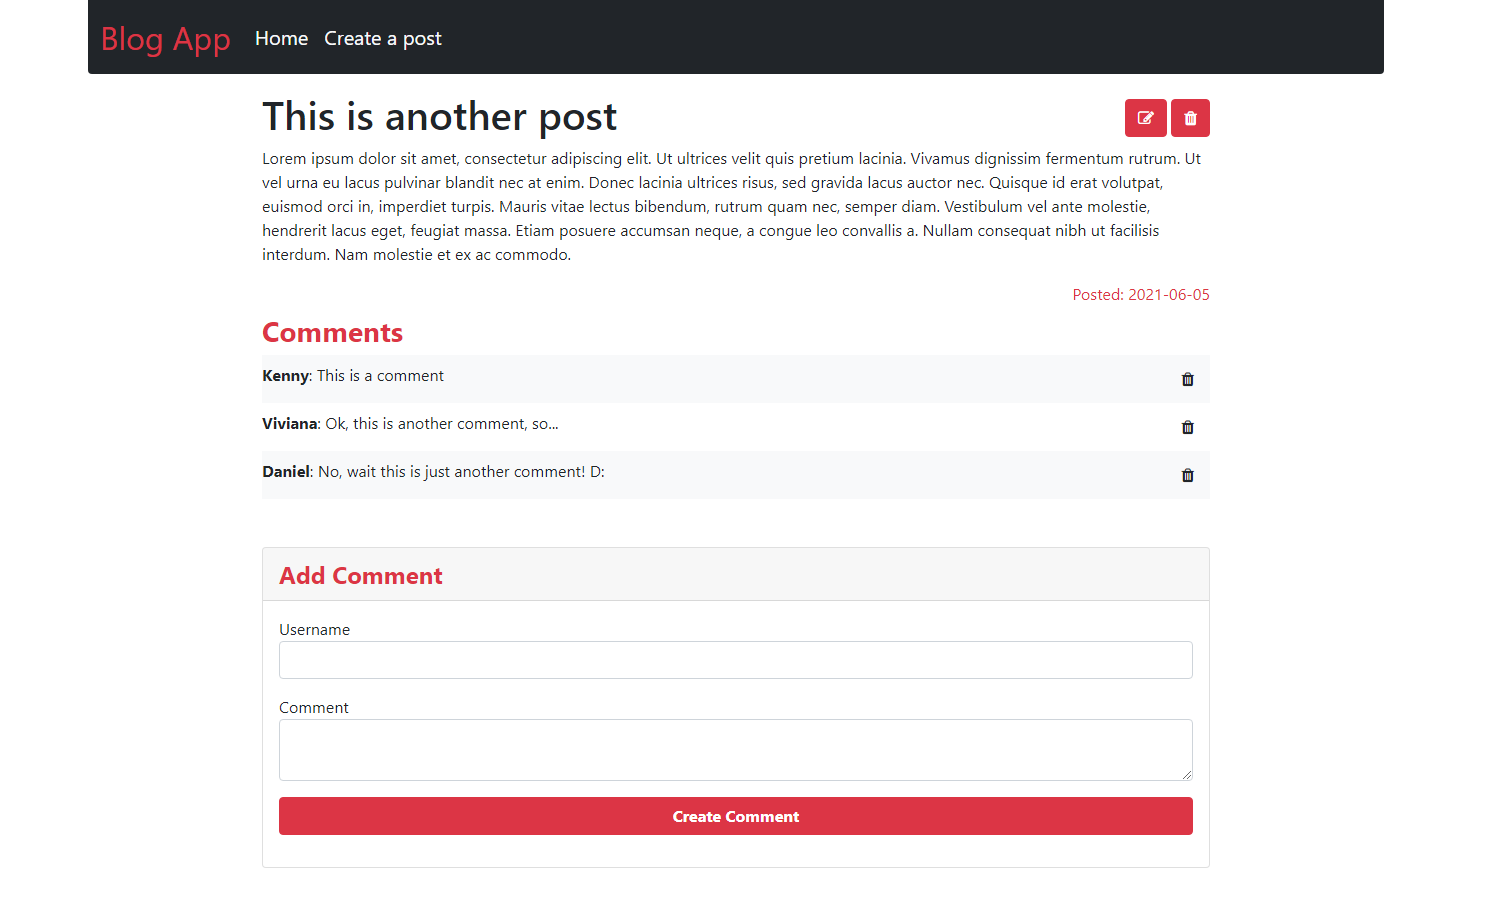 Blog App Home Create a post
This is another post
Lorem ipsum dolor sit amet, consectetur adipiscing elit. Ut ultrices velit quis pretium lacinia. Vivamus dignissim fermentum rutrum. Ut
vel urna eu lacus pulvinar blandit nec at enim. Donec lacinia ultrices risus, sed gravida lacus auctor nec. Quisque id erat volutpat,
euismod orci in, imperdiet turpis. Mauris vitae lectus bibendum, rutrum quam nec, semper diam. Vestibulum vel ante molestie,
hendrerit lacus eget, feugiat massa. Etiam posuere accumsan neque, a congue leo convallis a. Nullam consequat nibh ut facilisis
interdum. Nam molestie et ex ac commodo.
Posted: 2021-06-05
Comments
Kenny: This is a comment
Viviana: Ok, this is another comment, so...
Daniel: No, wait this is just another comment! D:
Add Comment
Username
Comment
Create Comment